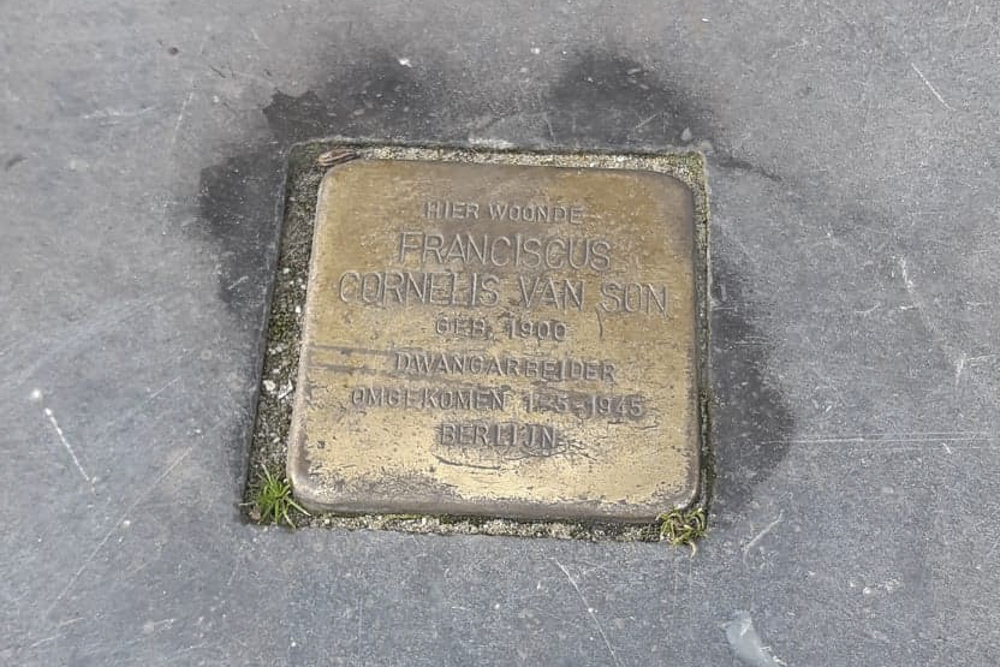 HIER WOONDE
FRANCISCUS
CORNELIS VAN SON
GEB. 1900
DWANGARBEIDER
OMGEKOMEN 1-5-1945
BERLIJN